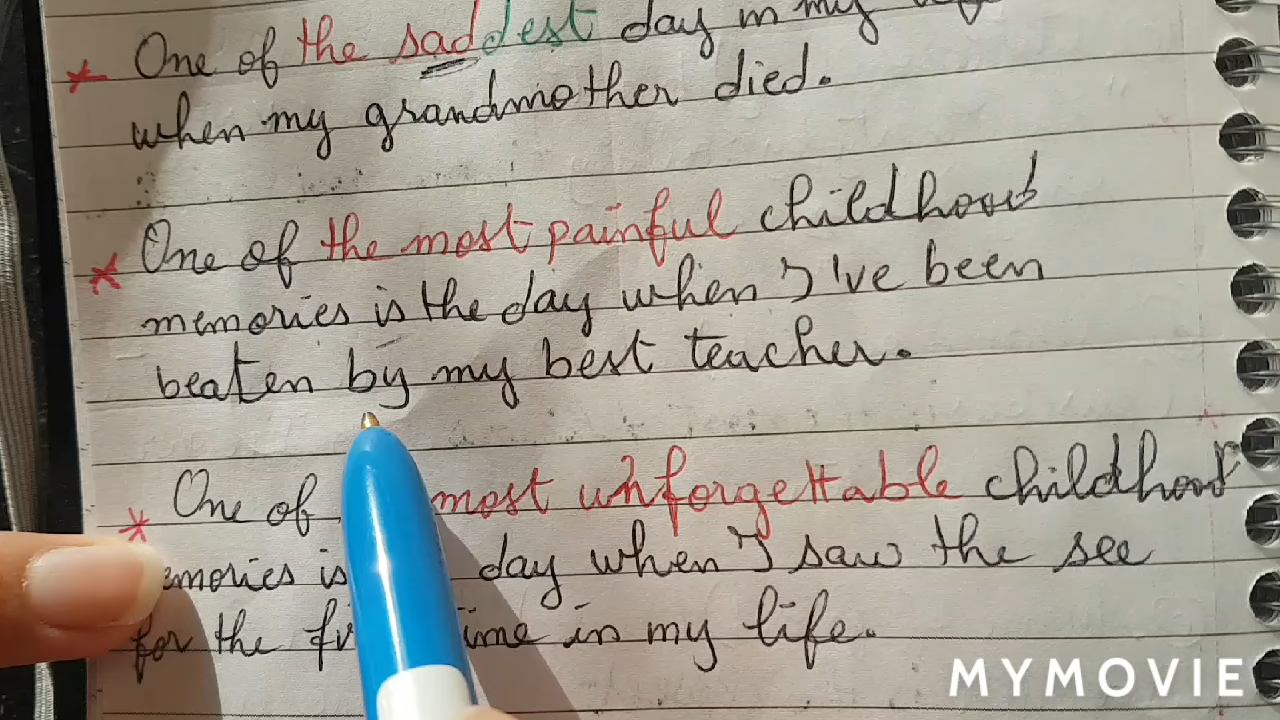 One of the saddest day in my
when my grandmother died.
One of the most painful childhood
memories is the day when I 've been
beaten by my best teacher.
One of most unforgettable childhood
emories is day when I saw the see
for the ime in my life.
MYMOVIE